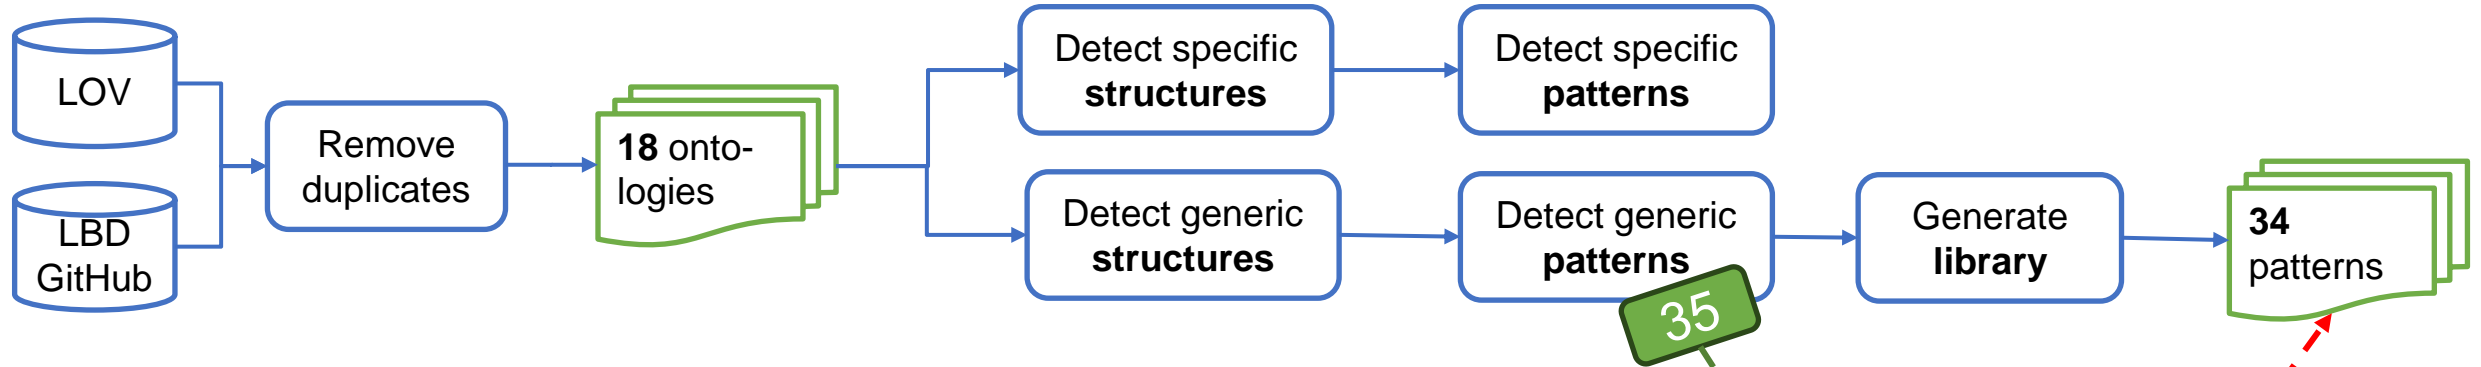 LOV
LBD
GitHub
Remove
duplicates
18 onto-
logies
Detect specific
structures
Detect specific
patterns
Detect generic
structures
Detect generic
patterns
35
Generate
library
34
patterns